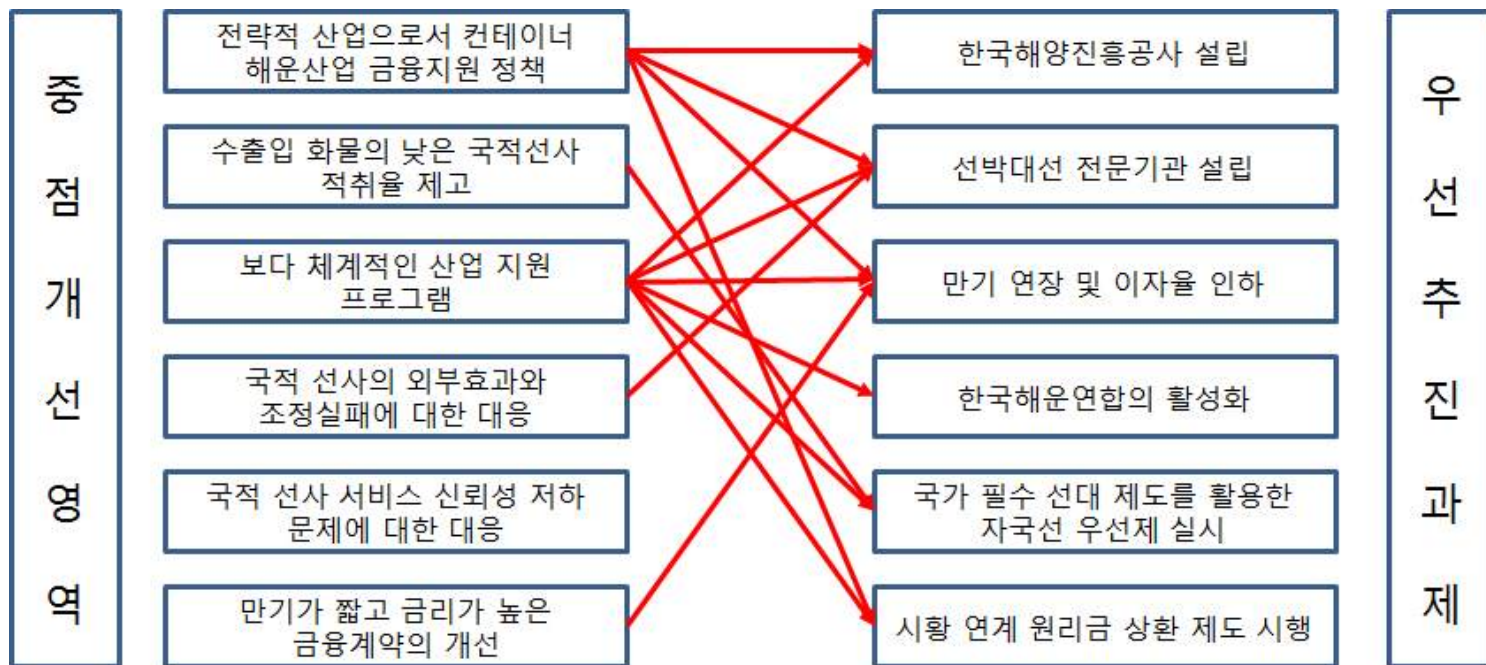 중점개선영역
전략적 산업으로서 컨테이너
해운산업 금융지원 정책
수출입 화물의 낮은 국적선사
적취율 제고
보다 체계적인 산업 지원
프로그램
국적 선사의 외부효과와
조정실패에 대한 대응
국적 선사 서비스 신뢰성 저하
문제에 대한 대응
만기가 짧고 금리가 높은
금융계약의 개선
한국해양진흥공사 설립
선박대선 전문기관 설립
만기 연장 및 이자율 인하
한국해운연합의 활성화
국가 필수 선대 제도를 활용한
자국선 우선제 실시
시황 연계 원리금 상환 제도 시행
우선추진과제